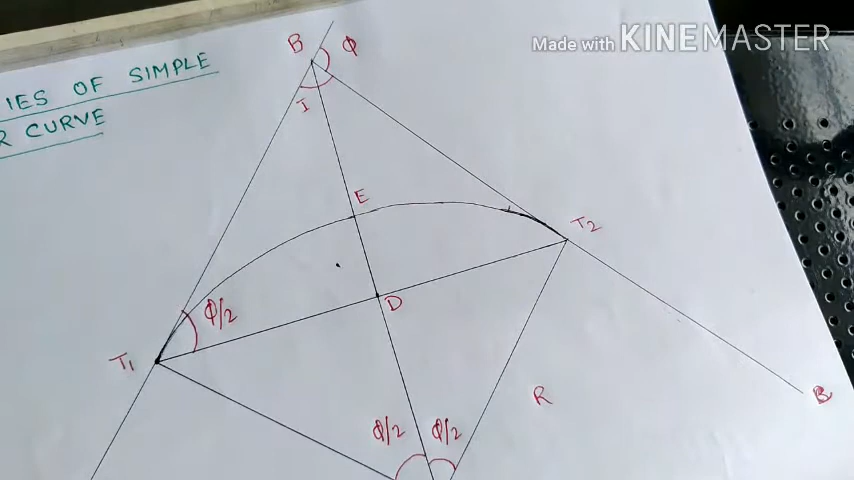 Made with KINEMASTER
IES OF SIMPLE
R CURVE
B
Φ
I
E
T2
Φ/2
D
T1
R
B
Φ/2
Φ/2